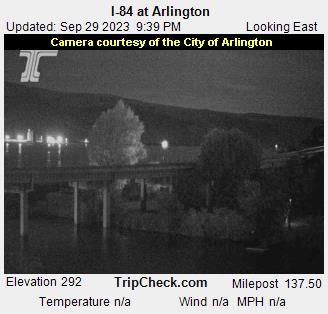 I-84 at Arlington
Updated: Sep 29 2023 9:39 PM Looking East
Camera courtesy of the City of Arlington
Elevation 292 TripCheck.com Milepost 137.50
Temperature n/a Wind n/a MPH n/a